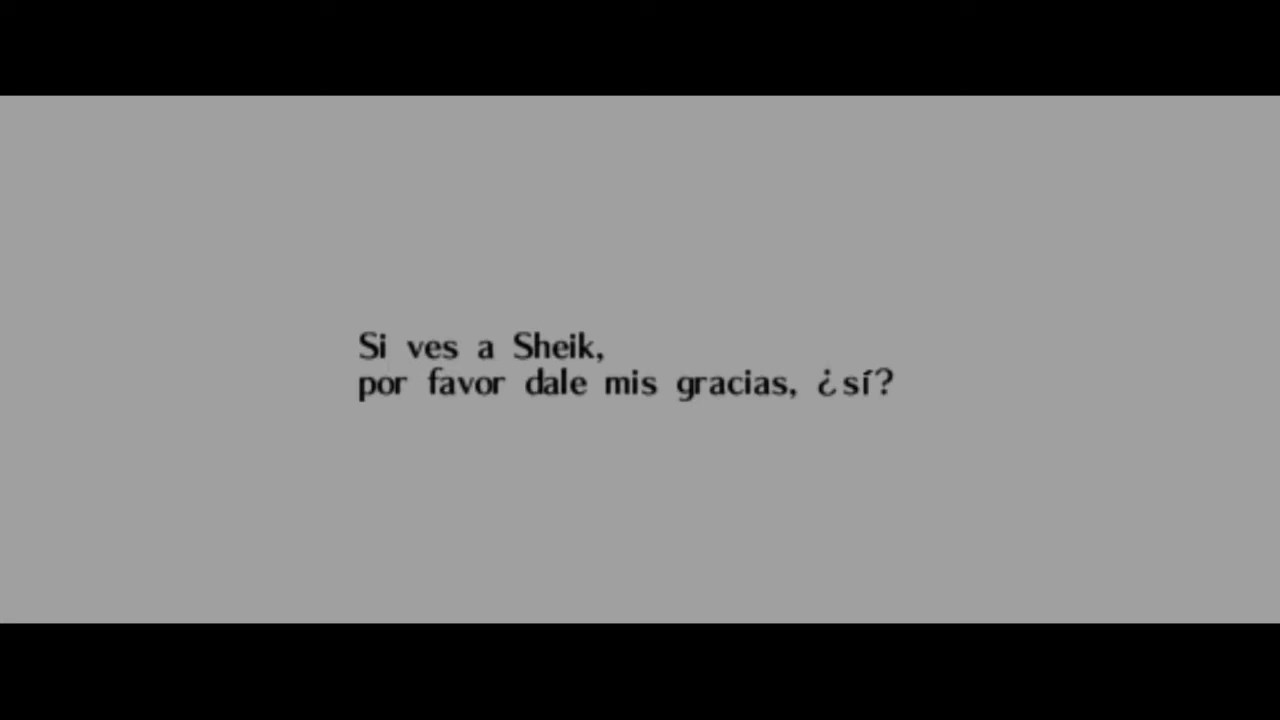 Si ves a Sheik,
por favor dale mis gracias, ¿sí?